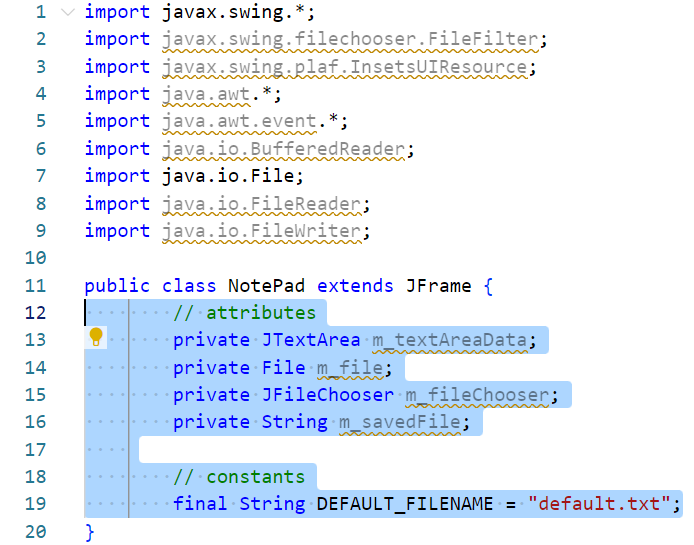 1 import javax.swing.*;
2 import javax.swing.filechooser.FileFilter;
3 import javax.swing.plaf.InsetsUIResource;
4 import java.awt.*;
5 import java.awt.event.*;
6 import java.io.BufferedReader;
7 import java.io.File;
8 import java.io.FileReader;
9 import java.io.FileWriter;
10
11 public class NotePad extends JFrame {
12 // attributes
13 private JTextArea m_textAreaData;
14 private File m_file;
15 private JFileChooser m_fileChooser;
16 private String m_savedFile;
17
18 // constants
19 final String DEFAULT_FILENAME = "default.txt";
20 }